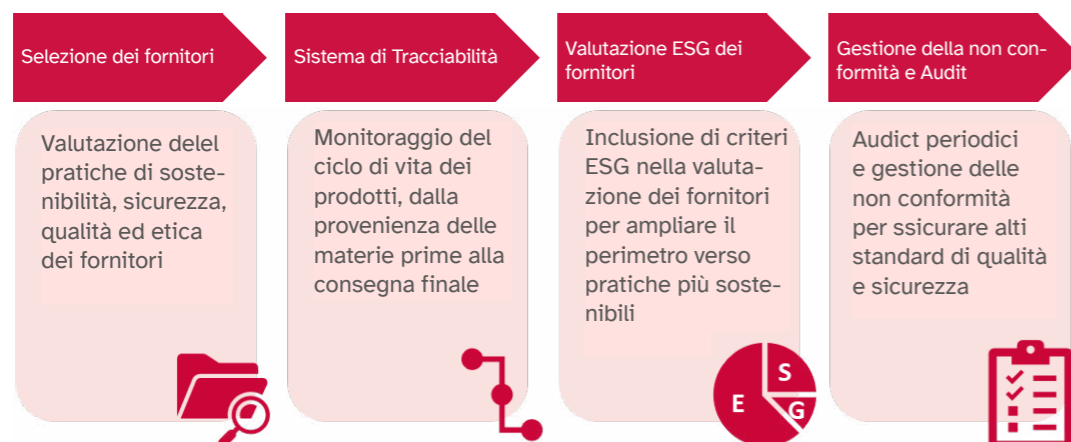 Selezione dei fornitori
Sistema di Tracciabilità
Valutazione ESG dei
fornitori
Gestione della non con-
formità e Audit
Valutazione delel
pratiche di soste-
nibilità, sicurezza,
qualità ed etica
dei fornitori
Monitoraggio del
ciclo di vita dei
prodotti, dalla
provenienza delle
materie prime alla
consegna finale
Inclusione di criteri
ESG nella valuta-
zione dei fornitori
per ampliare il
perimetro verso
pratiche più soste-
nibili
E
S
G
Audict periodici
e gestione delle
non conformità
per ssicurare alti
standard di qualità
e sicurezza